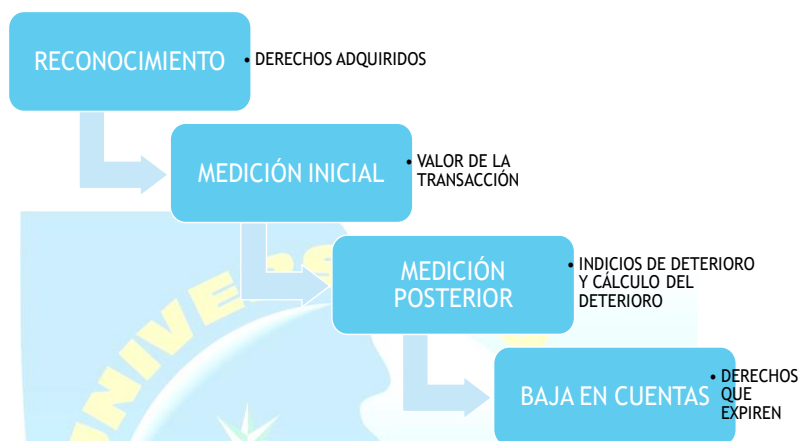 RECONOCIMIENTO
• DERECHOS ADQUIRIDOS
MEDICIÓN INICIAL
• VALOR DE LA
TRANSACCIÓN
MEDICIÓN
POSTERIOR
• INDICIOS DE DETERIORO
Y CÁLCULO DEL
DETERIORO
BAJA EN CUENTAS
• DERECHOS
QUE
EXPIREN